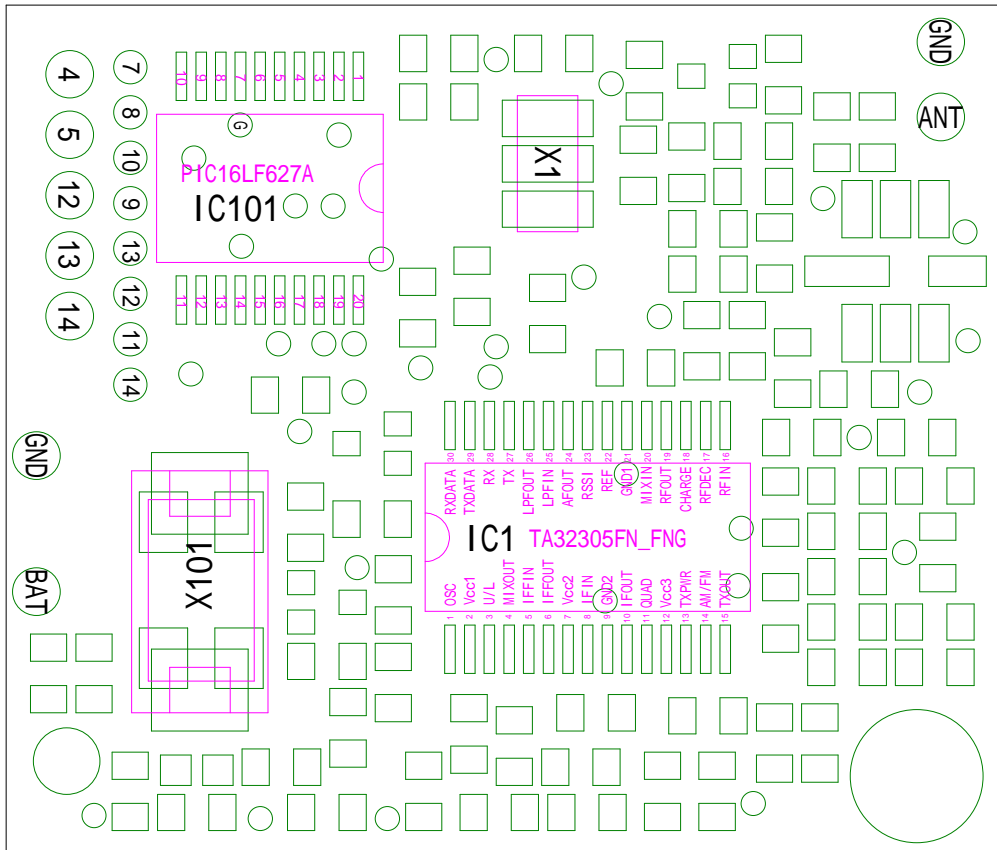 GND
ANT
4
5
12
13
14
7
8
10
9
13
12
11
14
10 9 8 7 6 5 4 3 2 1
G
PIC16LF627A
IC101
11 12 13 14 15 16 17 18 19 20
X1
GND
BAT
X101
30 29 28 27 26 25 24 23 22 21 20 19 18 17 16
RXDATA TXDATA RX TX LPFOUT LPFIN AFOUT RSSI REF GND1 MIXIN RFOUT CHARGE RFDEC RFIN
IC1 TA32305FN_FNG
OSC Vcc1 U/L MIXOUT IFFIN IFFOUT Vcc2 IFIN GND2 IFOUT QUAD Vcc3 TXPWR AM/FM TXOUT
1 2 3 4 5 6 7 8 9 10 11 12 13 14 15